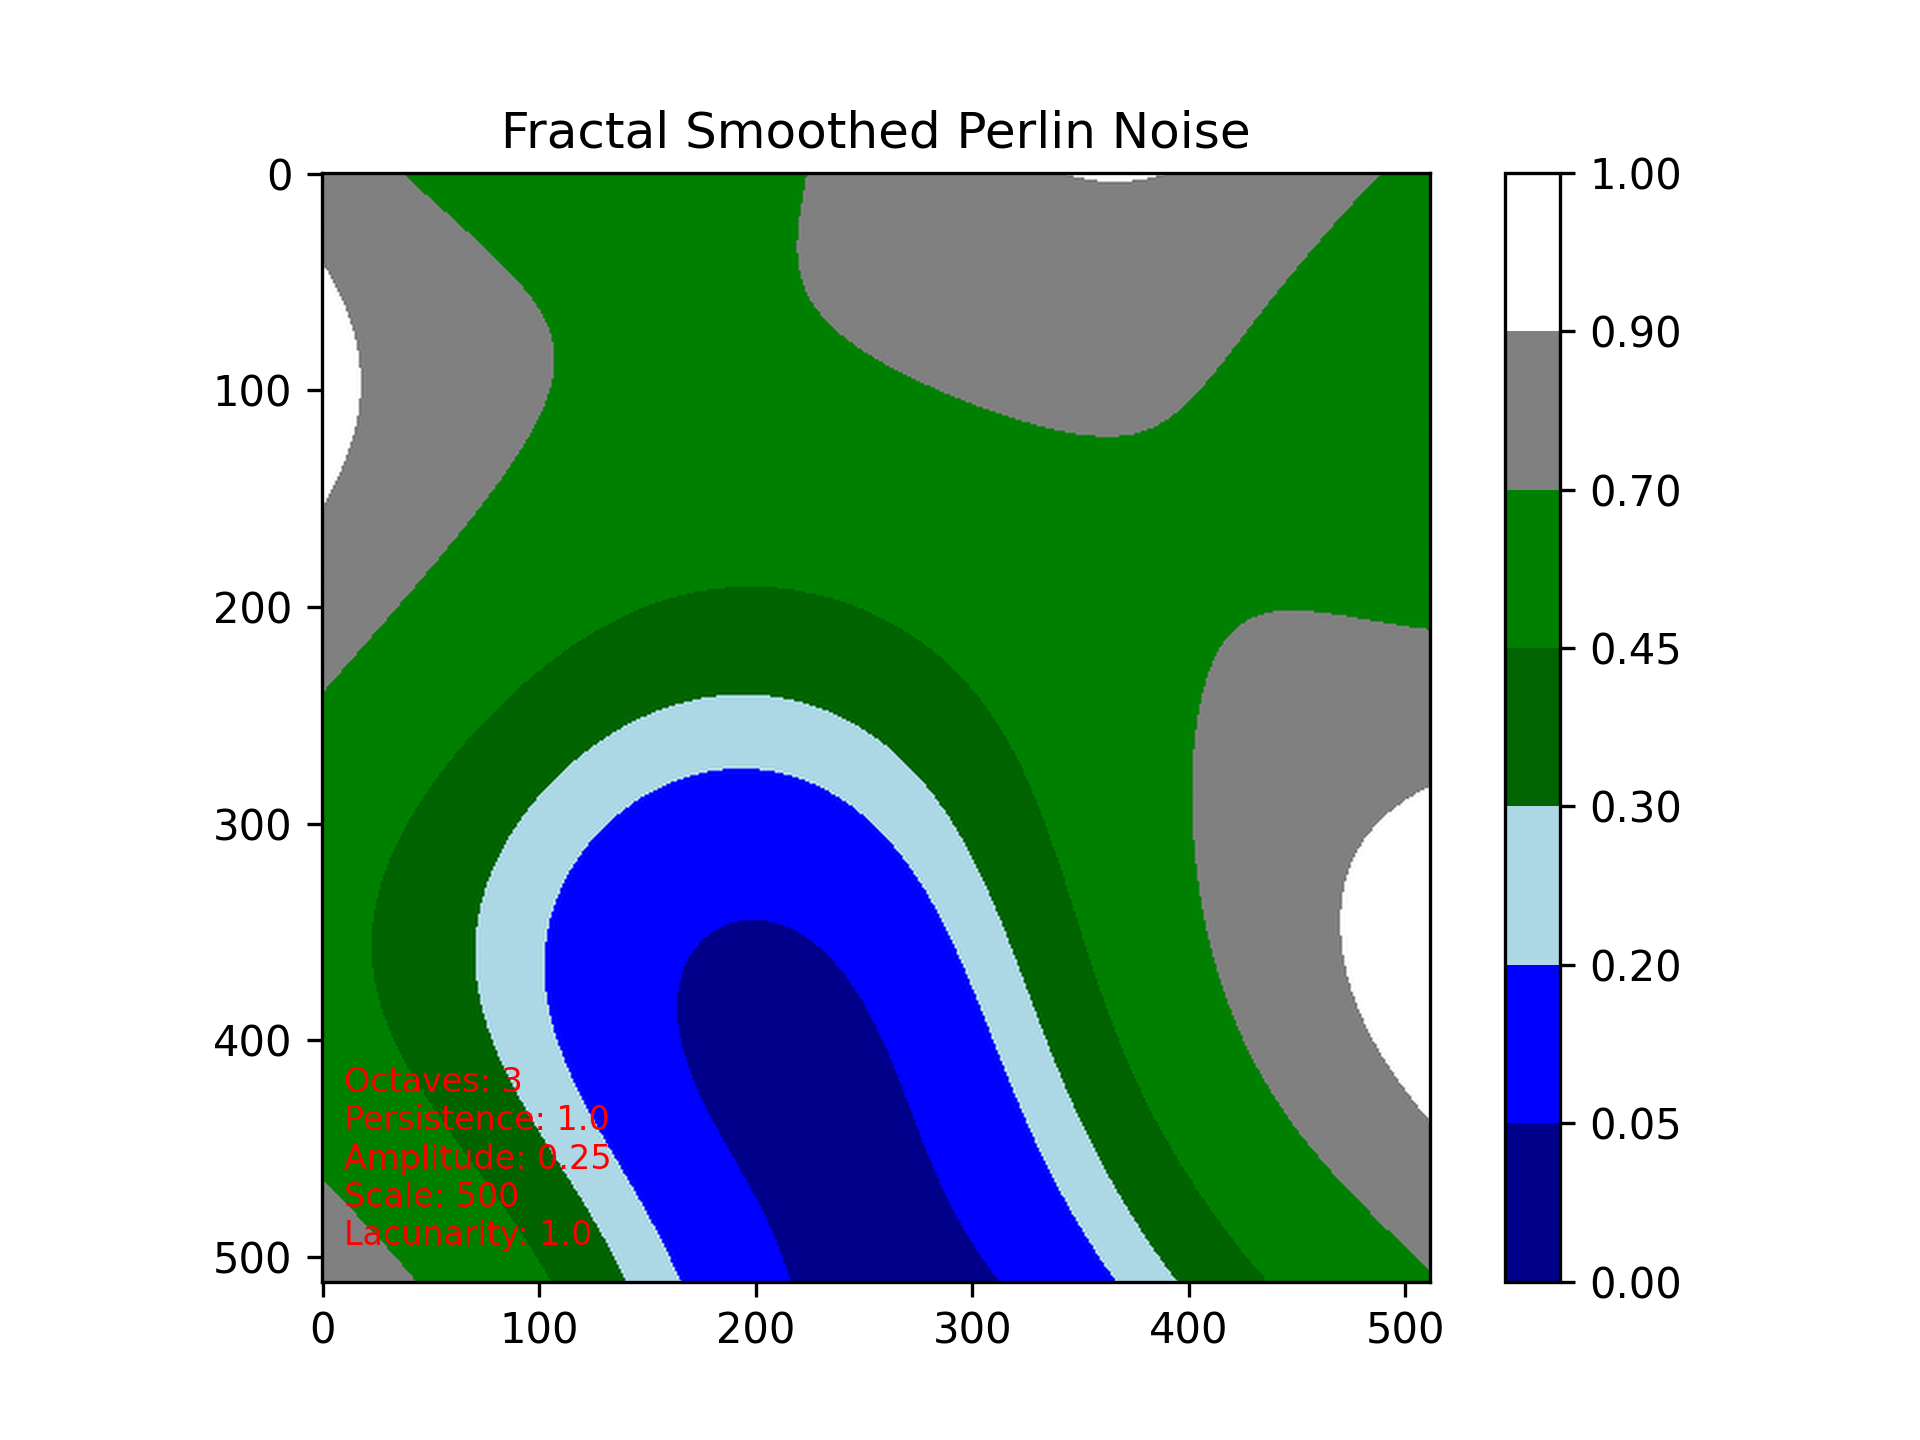 Fractal Smoothed Perlin Noise
0
100
200
300
400
500
0 100 200 300 400 500
Octaves: 3
Persistence: 1.0
Amplitude: 0.25
Scale: 500
Lacunarity: 1.0
1.00
0.90
0.70
0.45
0.30
0.20
0.05
0.00